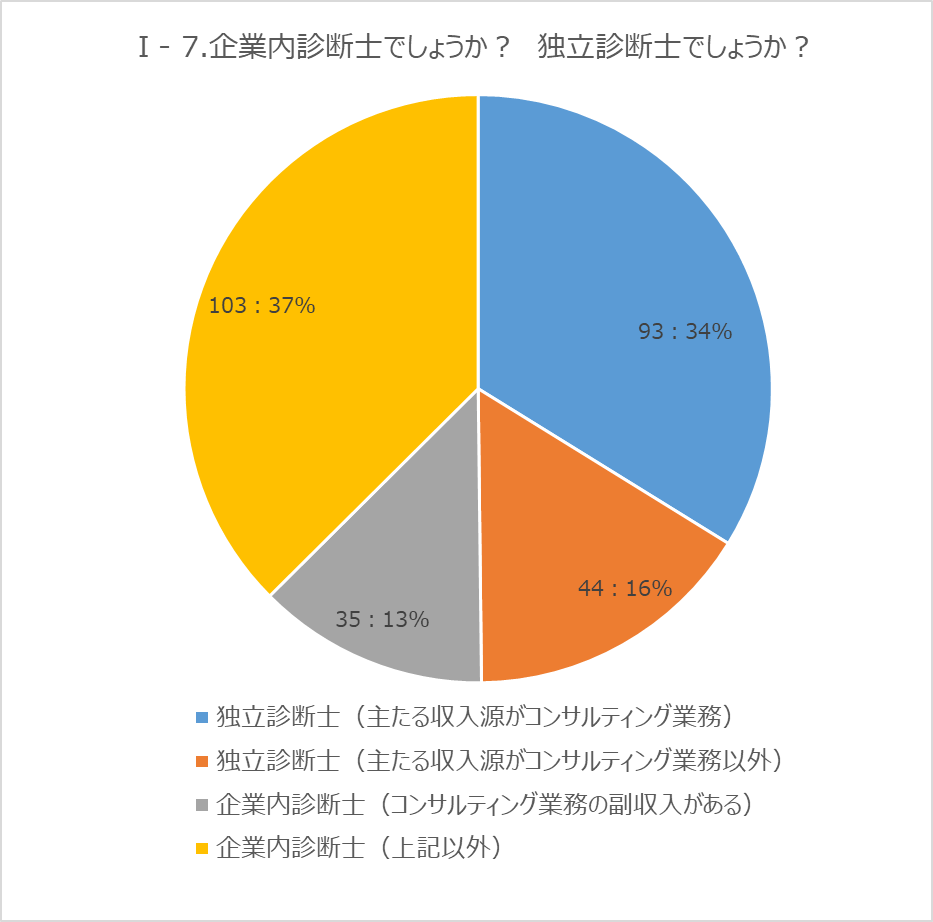 Ⅰ - 7.企業内診断士でしょうか？　独立診断士でしょうか？
103：37%
93：34%
44：16%
35：13%
独立診断士（主たる収入源がコンサルティング業務）
独立診断士（主たる収入源がコンサルティング業務以外）
企業内診断士（コンサルティング業務の副収入がある）
企業内診断士（上記以外）